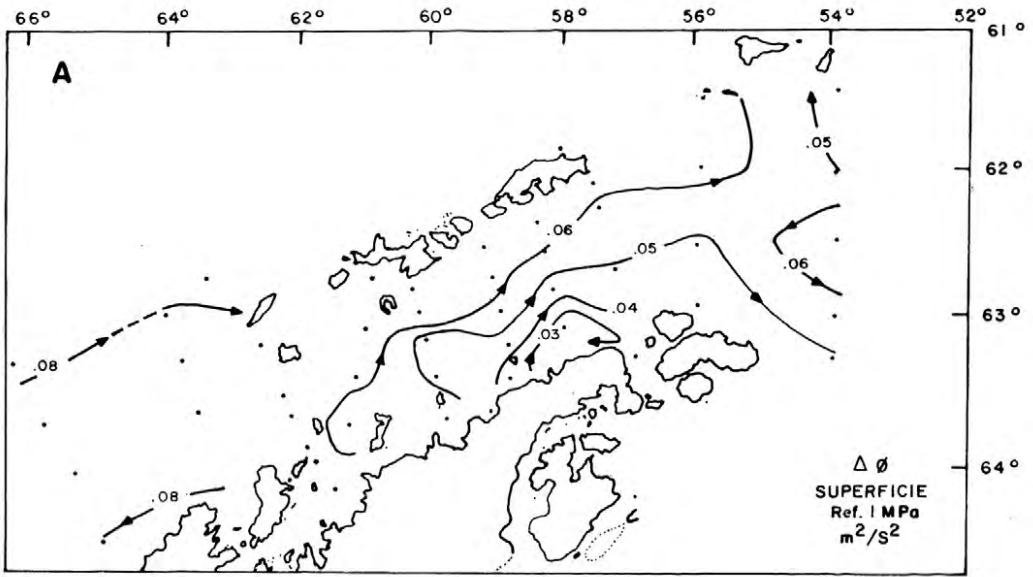 66° 64° 62° 60° 58° 56° 54° 52°
61°
A
.05
62°
.06
.05
.06
.04
63°
.03
.08
64°
.08
Δ Ø
SUPERFICIE
Ref. 1 MPa
m²/S²